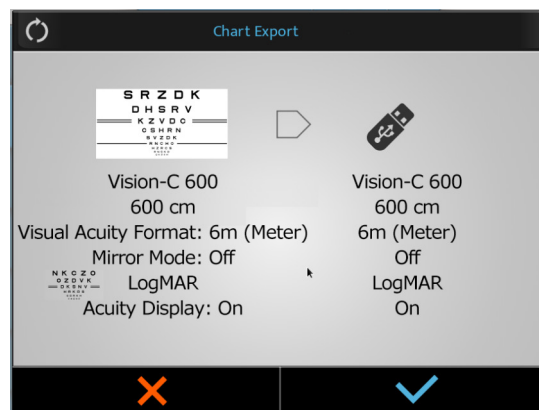 Chart Export
S R Z D K
D H S R V
K Z V D C
C S H R N
S V Z D K
Vision-C 600
600 cm
Visual Acuity Format: 6m (Meter)
Mirror Mode: Off
LogMAR
Acuity Display: On
N K C Z O
O Z D V K
D K S N V
Vision-C 600
600 cm
6m (Meter)
Off
LogMAR
On